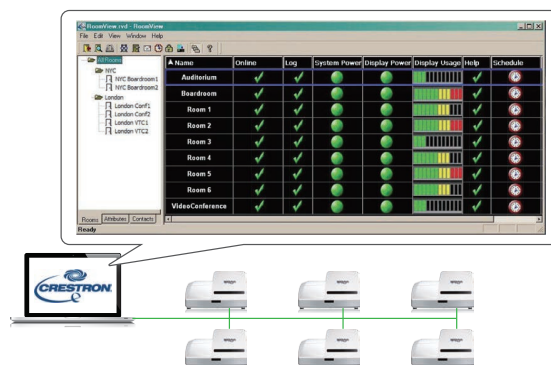 RoomView.rvd - RoomView
File Edit View Window Help
All Rooms
NYC
NYC Boardroom1
NYC Boardroom2
London
London Conf1
London Conf2
London VTC1
London VTC2
Rooms Attributes Contacts
Ready
Name Online Log System Power Display Power Display Usage Help Schedule
Auditorium
Boardroom
Room 1
Room 2
Room 3
Room 4
Room 5
Room 6
VideoConference
CRESTRON